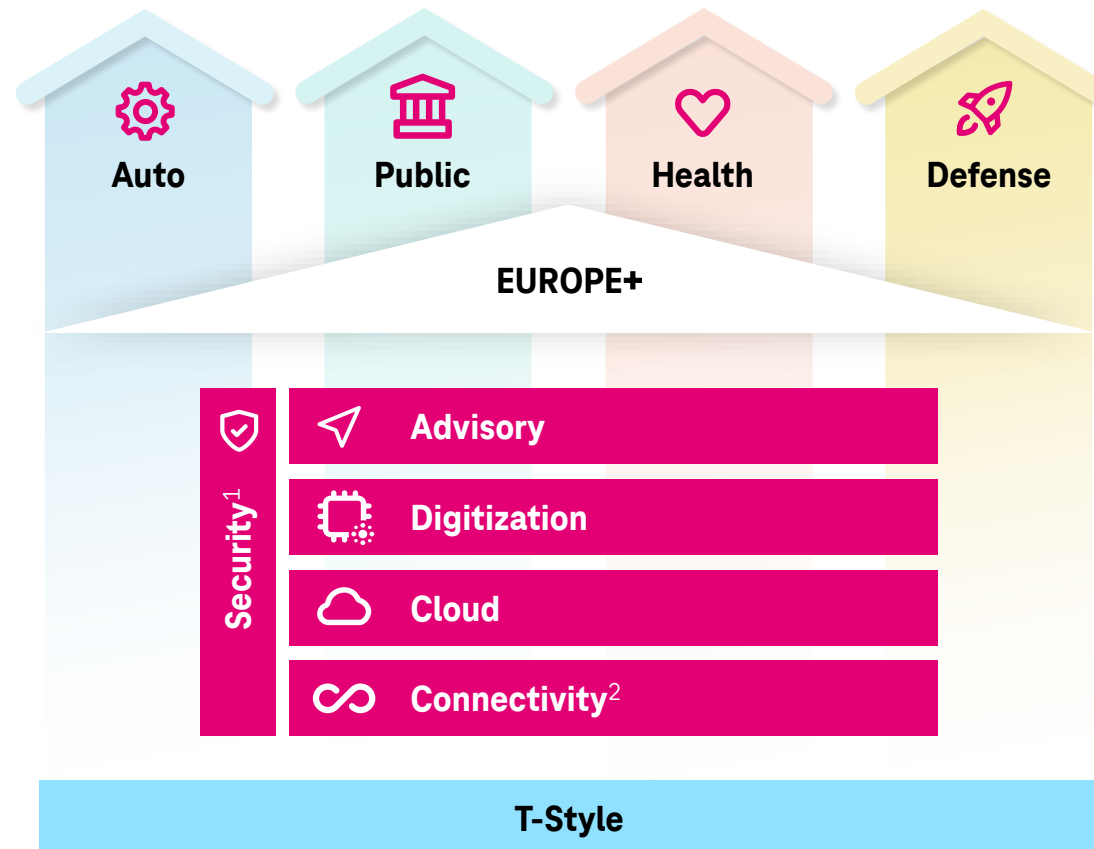 Auto
Public
Health
Defense
EUROPE+
Security¹
Advisory
Digitization
Cloud
Connectivity²
T-Style